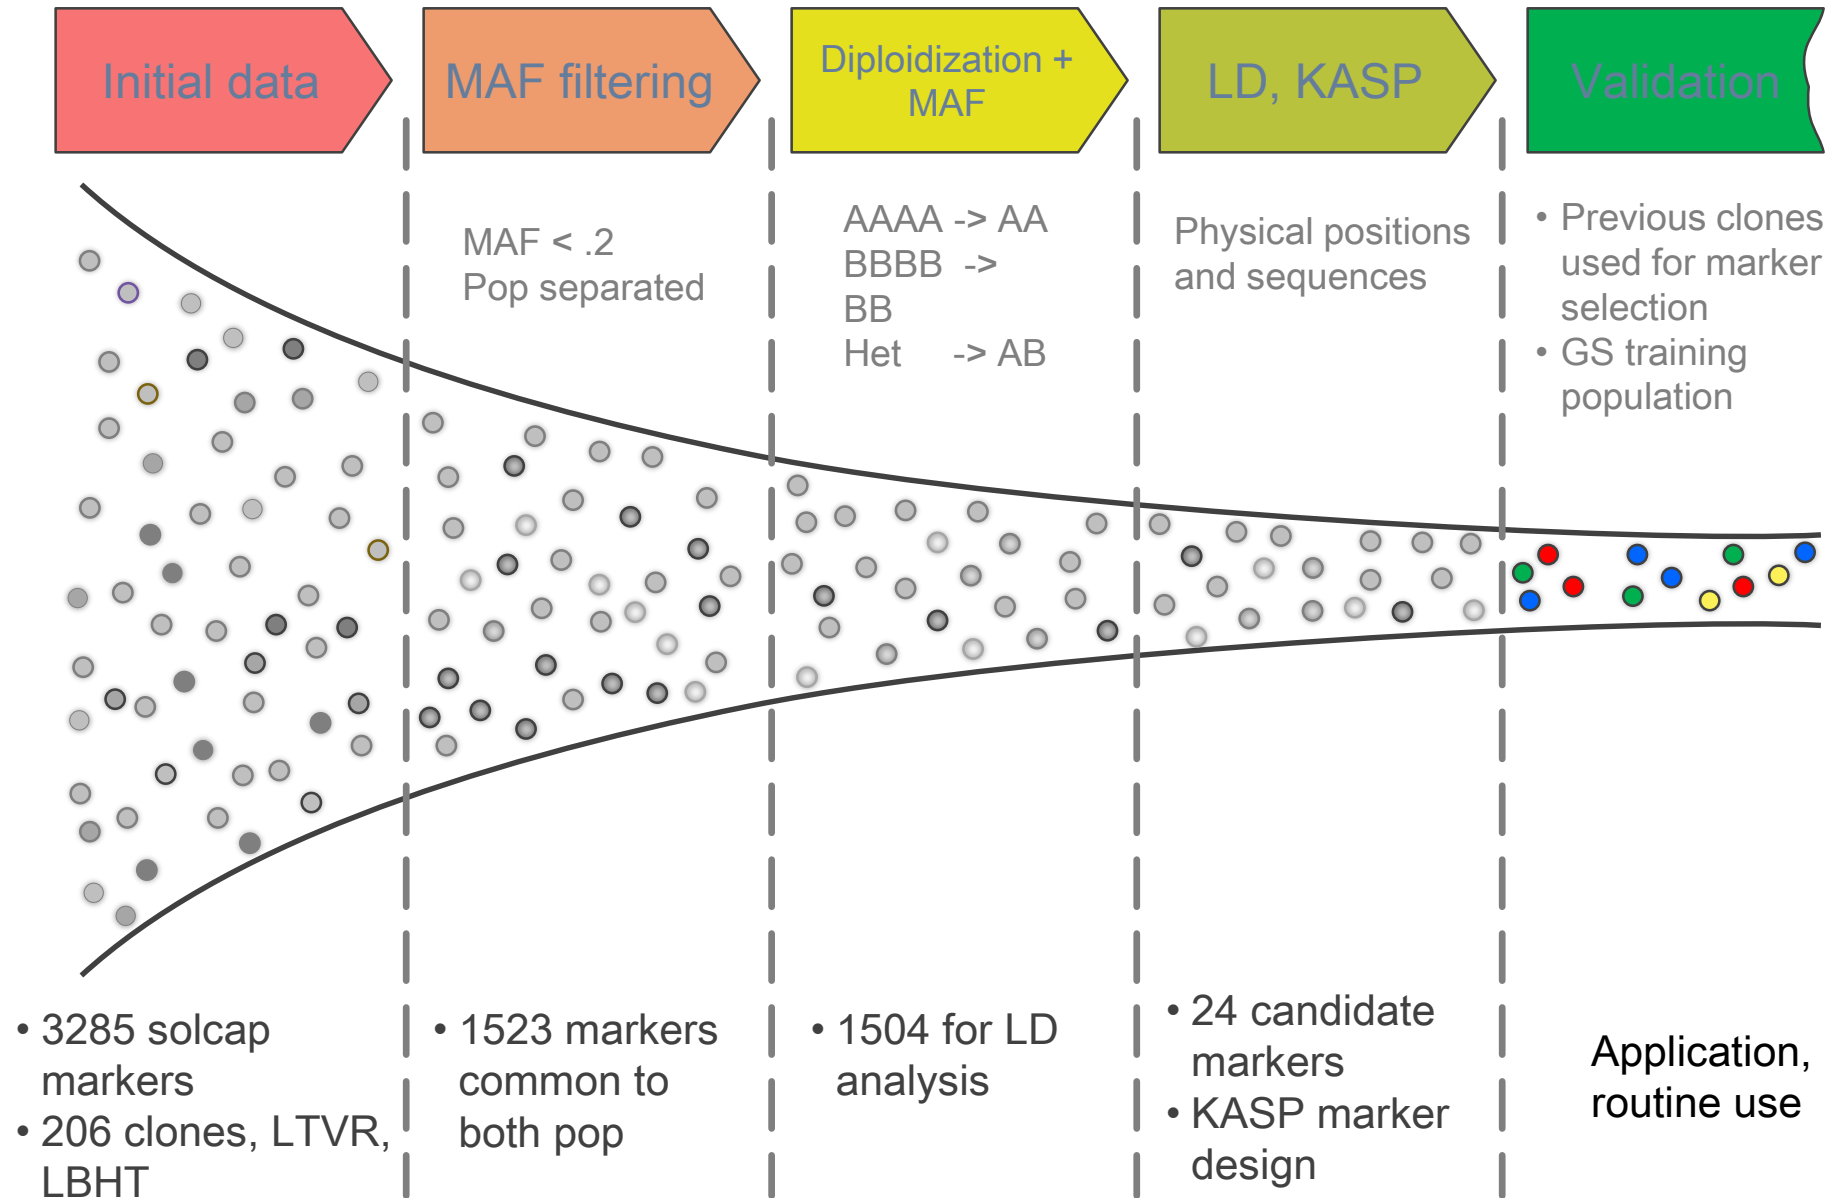 Initial data
MAF filtering
Diploidization +
MAF
LD, KASP
Validation
MAF < .2
Pop separated
AAAA -> AA
BBBB ->
BB
Het -> AB
Physical positions
and sequences
• Previous clones
used for marker
selection
• GS training
population
• 3285 solcap
markers
• 206 clones, LTVR,
LBHT
• 1523 markers
common to
both pop
• 1504 for LD
analysis
• 24 candidate
markers
• KASP marker
design
Application,
routine use